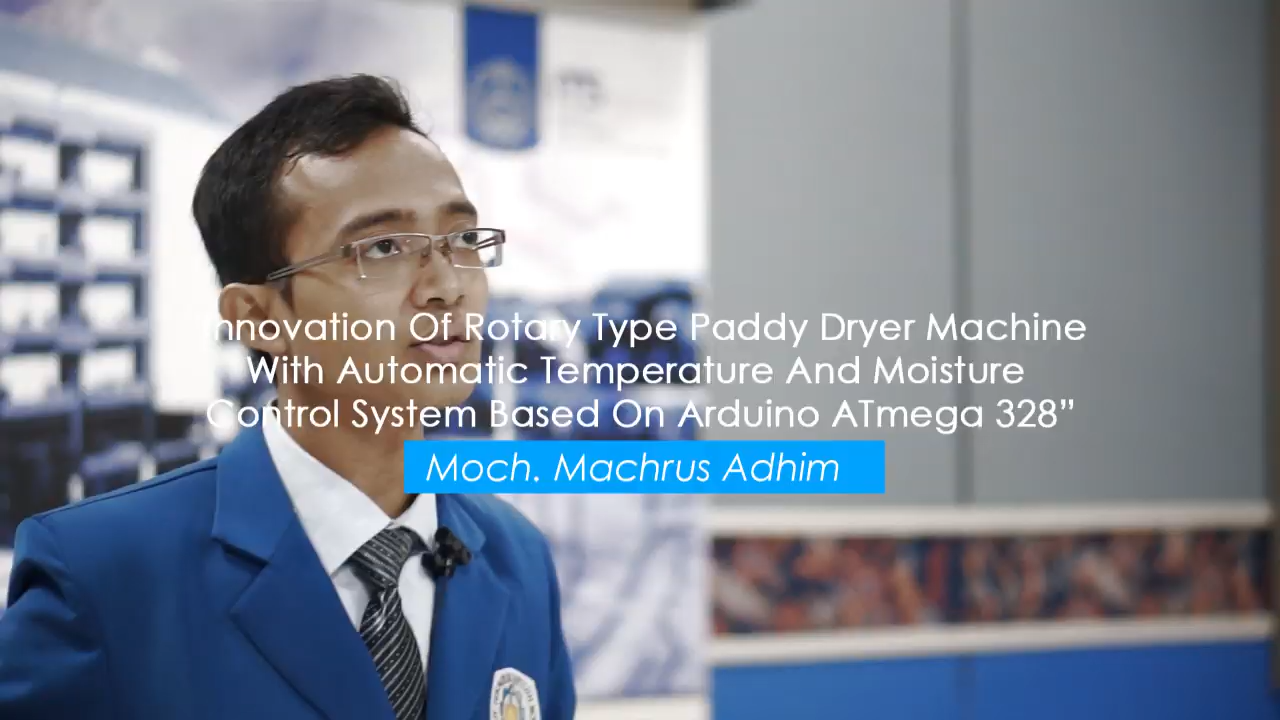 ITS
Innovation Of Rotary Type Paddy Dryer Machine
With Automatic Temperature And Moisture
Control System Based On Arduino ATmega 328”
Moch. Machrus Adhim